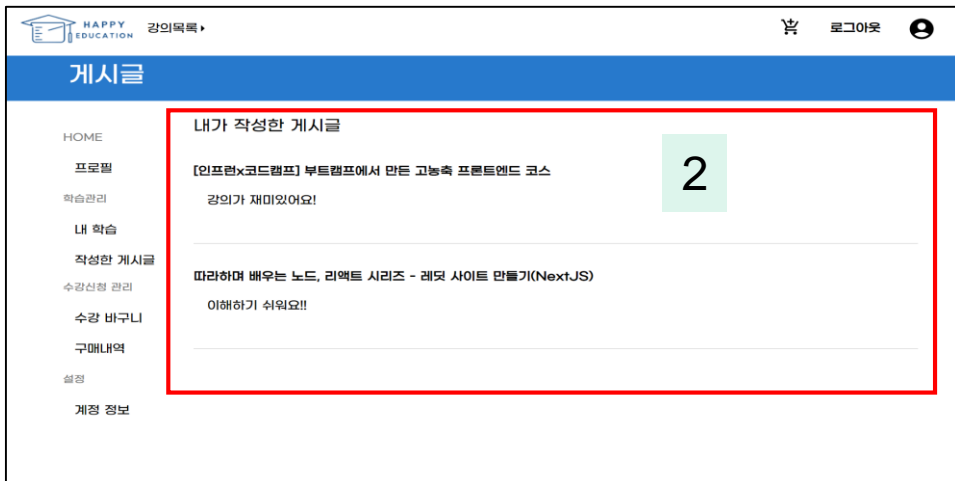 HAPPY
EDUCATION
강의목록
로그아웃
게시글
HOME
프로필
학습관리
내 학습
작성한 게시글
수강신청 관리
수강 바구니
구매내역
설정
계정 정보
내가 작성한 게시글
[인프런x코드캠프] 부트캠프에서 만든 고농축 프론트엔드 코스
강의가 재미있어요!
2
따라하며 배우는 노드, 리액트 시리즈 - 레딧 사이트 만들기(NextJS)
이해하기 쉬워요!!